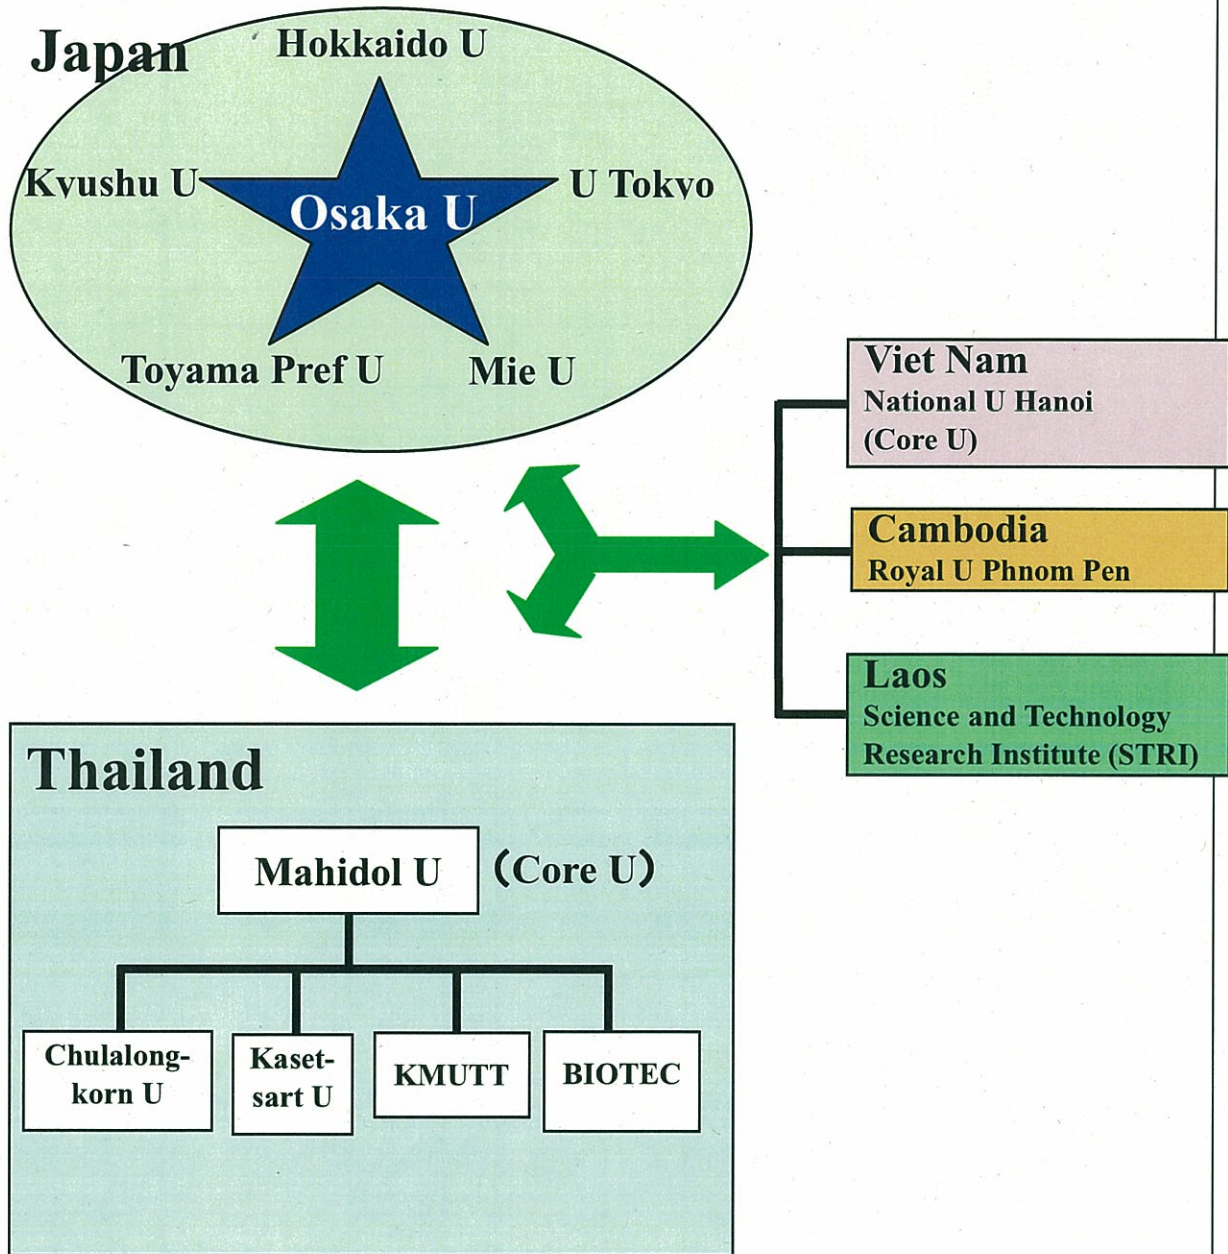 Japan
Hokkaido U
Kyushu U
Osaka U
U Tokyo
Toyama Pref U
Mie U
Viet Nam
National U Hanoi
(Core U)
Cambodia
Royal U Phnom Pen
Laos
Science and Technology
Research Institute (STRI)
Thailand
Mahidol U
(Core U)
Chulalong-
korn U
Kaset-
sart U
KMUTT
BIOTEC